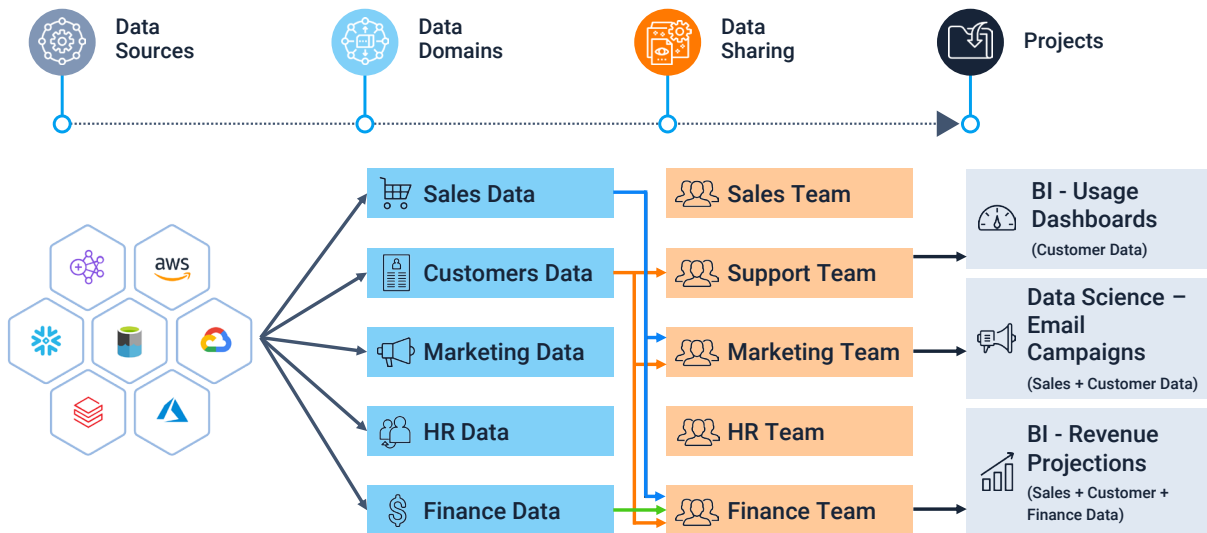 Data
Sources
Data
Domains
Data
Sharing
Projects
aws
Sales Data
Customers Data
Marketing Data
HR Data
Finance Data
Sales Team
Support Team
Marketing Team
HR Team
Finance Team
BI - Usage
Dashboards
(Customer Data)
Data Science –
Email
Campaigns
(Sales + Customer Data)
BI - Revenue
Projections
(Sales + Customer +
Finance Data)